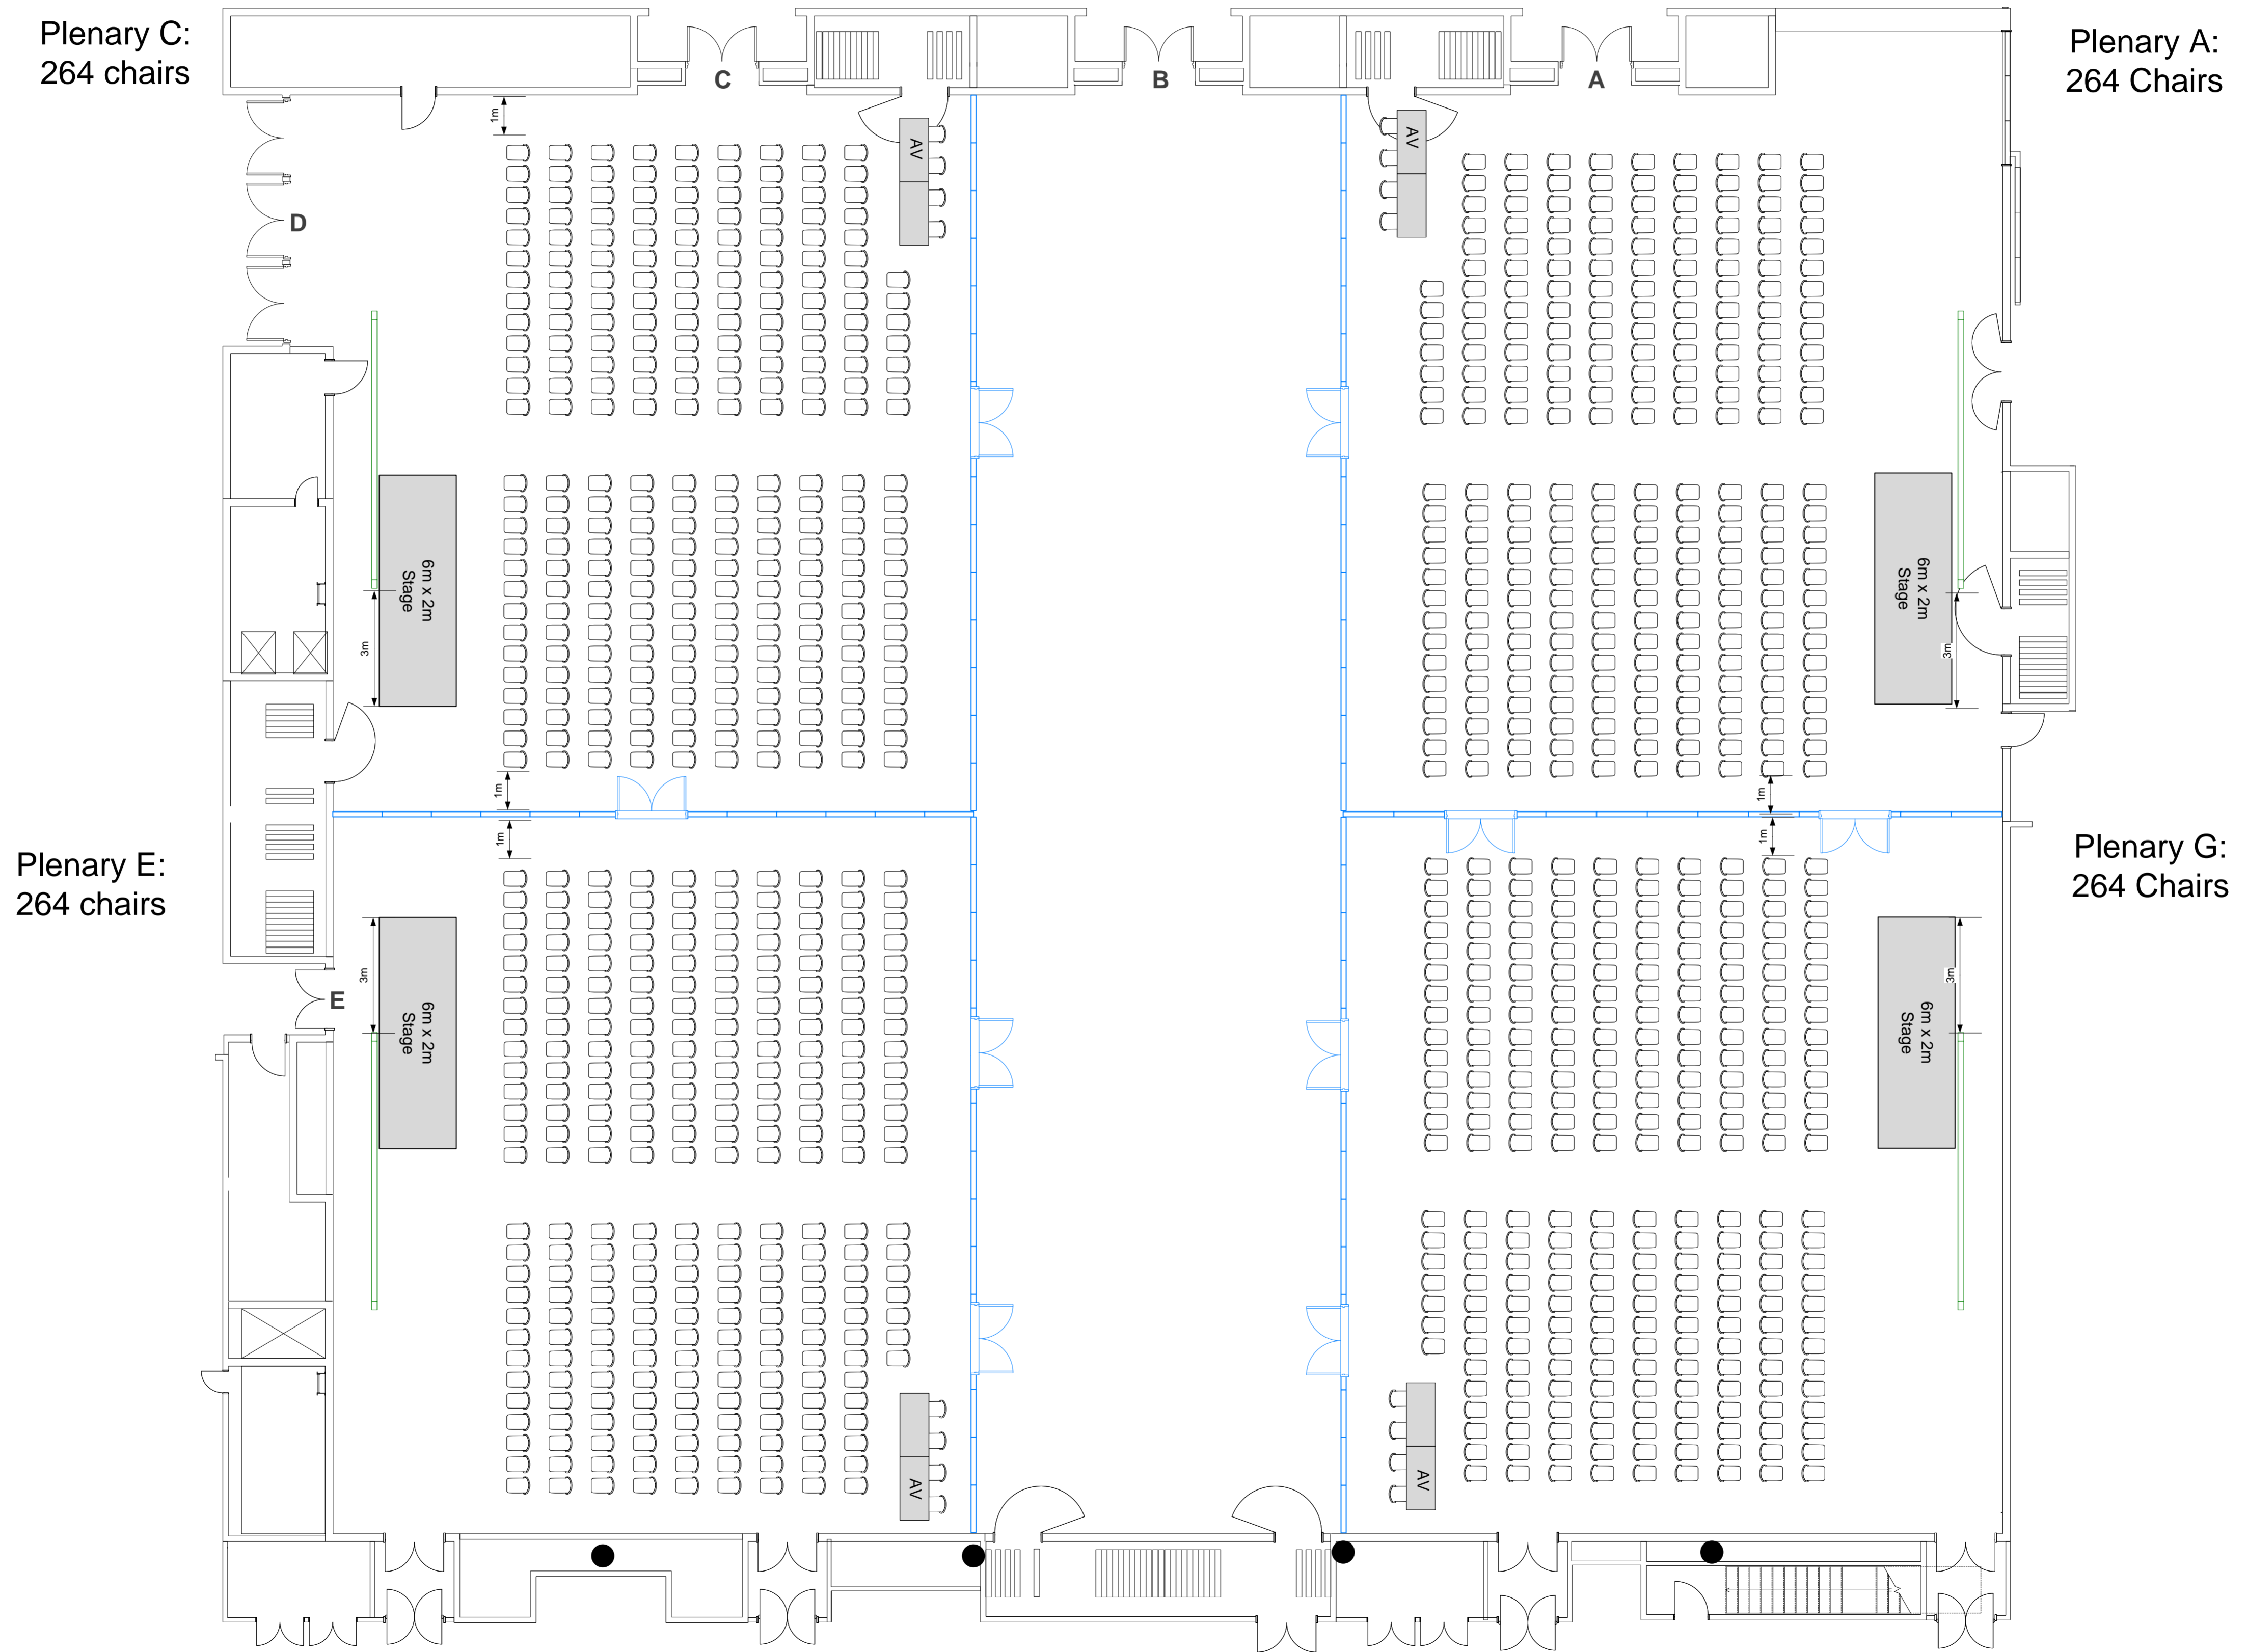 Plenary C:
264 chairs
Plenary A:
264 Chairs
C
B
A
1m
AV
AV
D
6m x 2m
Stage
6m x 2m
Stage
3m
3m
1m
1m
1m
1m
Plenary E:
264 chairs
Plenary G:
264 Chairs
3m
3m
E
6m x 2m
Stage
6m x 2m
Stage
AV
AV